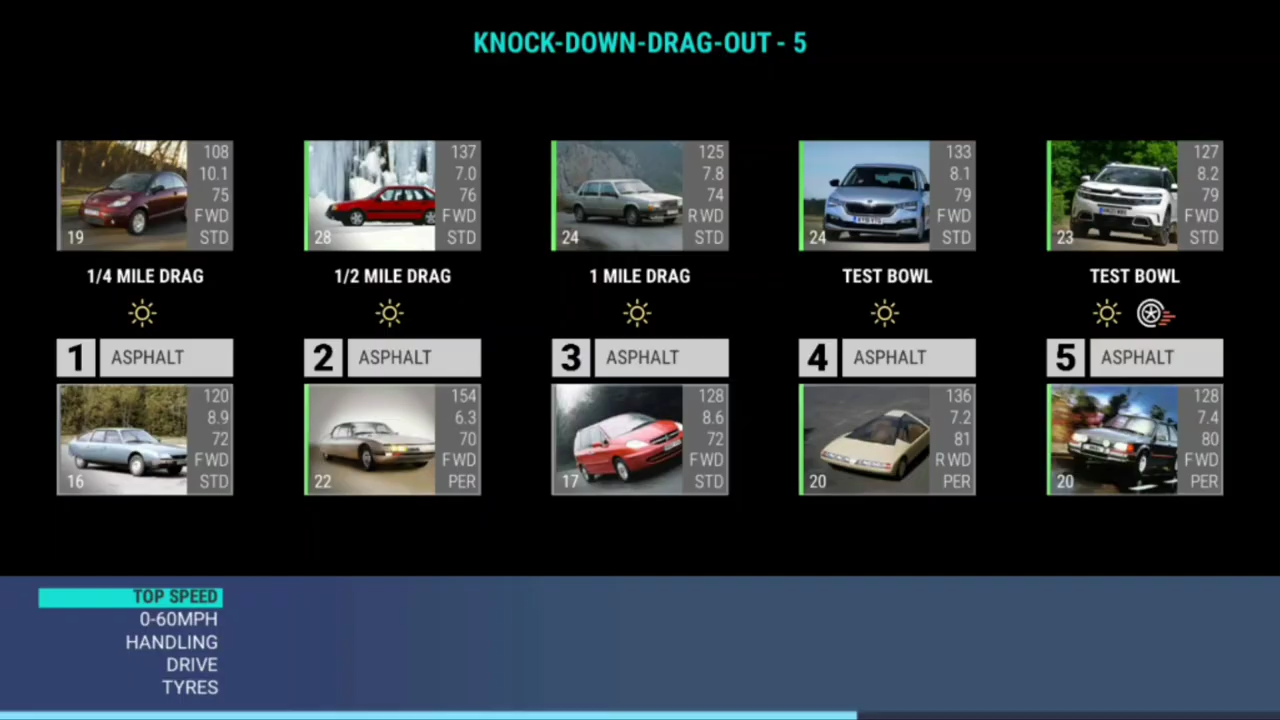 KNOCK-DOWN-DRAG-OUT - 5
108
10.1
75
FWD
19 STD
137
7.0
76
FWD
28 STD
125
7.8
74
RWD
24 STD
133
8.1
79
FWD
24 STD
127
8.2
79
FWD
23 STD
1/4 MILE DRAG
1/2 MILE DRAG
1 MILE DRAG
TEST BOWL
TEST BOWL
1 ASPHALT
2 ASPHALT
3 ASPHALT
4 ASPHALT
5 ASPHALT
120
8.9
72
FWD
16 STD
154
6.3
70
FWD
22 PER
128
8.6
72
FWD
17 STD
136
7.2
81
RWD
20 PER
128
7.4
80
FWD
20 PER
TOP SPEED
0-60MPH
HANDLING
DRIVE
TYRES